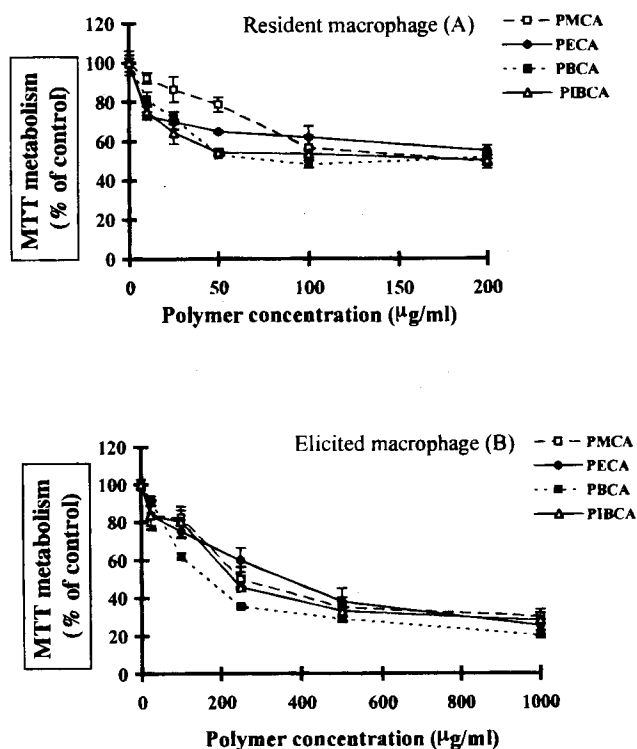 Resident macrophage (A)
PMCA
PECA
PBCA
PIBCA
MTT metabolism
(% of control)
120
100
80
60
40
20
0
0 50 100 150 200
Polymer concentration (μg/ml)
Elicited macrophage (B)
PMCA
PECA
PBCA
PIBCA
MTT metabolism
(% of control)
120
100
80
60
40
20
0
0 200 400 600 800 1000
Polymer concentration (μg/ml)